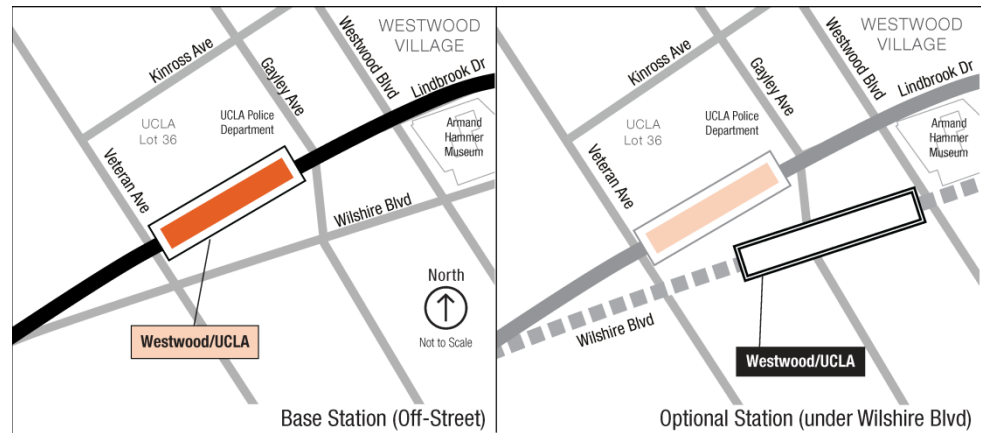 WESTWOOD
VILLAGE
Kinross Ave
Gayley Ave
Westwood Blvd
Lindbrook Dr
UCLA
Lot 36
UCLA Police
Department
Armand
Hammer
Museum
Veteran Ave
Wilshire Blvd
North
Not to Scale
Westwood/UCLA
Base Station (Off-Street)
WESTWOOD
VILLAGE
Kinross Ave
Gayley Ave
Westwood Blvd
Lindbrook Dr
UCLA
Lot 36
UCLA Police
Department
Armand
Hammer
Museum
Veteran Ave
Wilshire Blvd
Westwood/UCLA
Optional Station (under Wilshire Blvd)